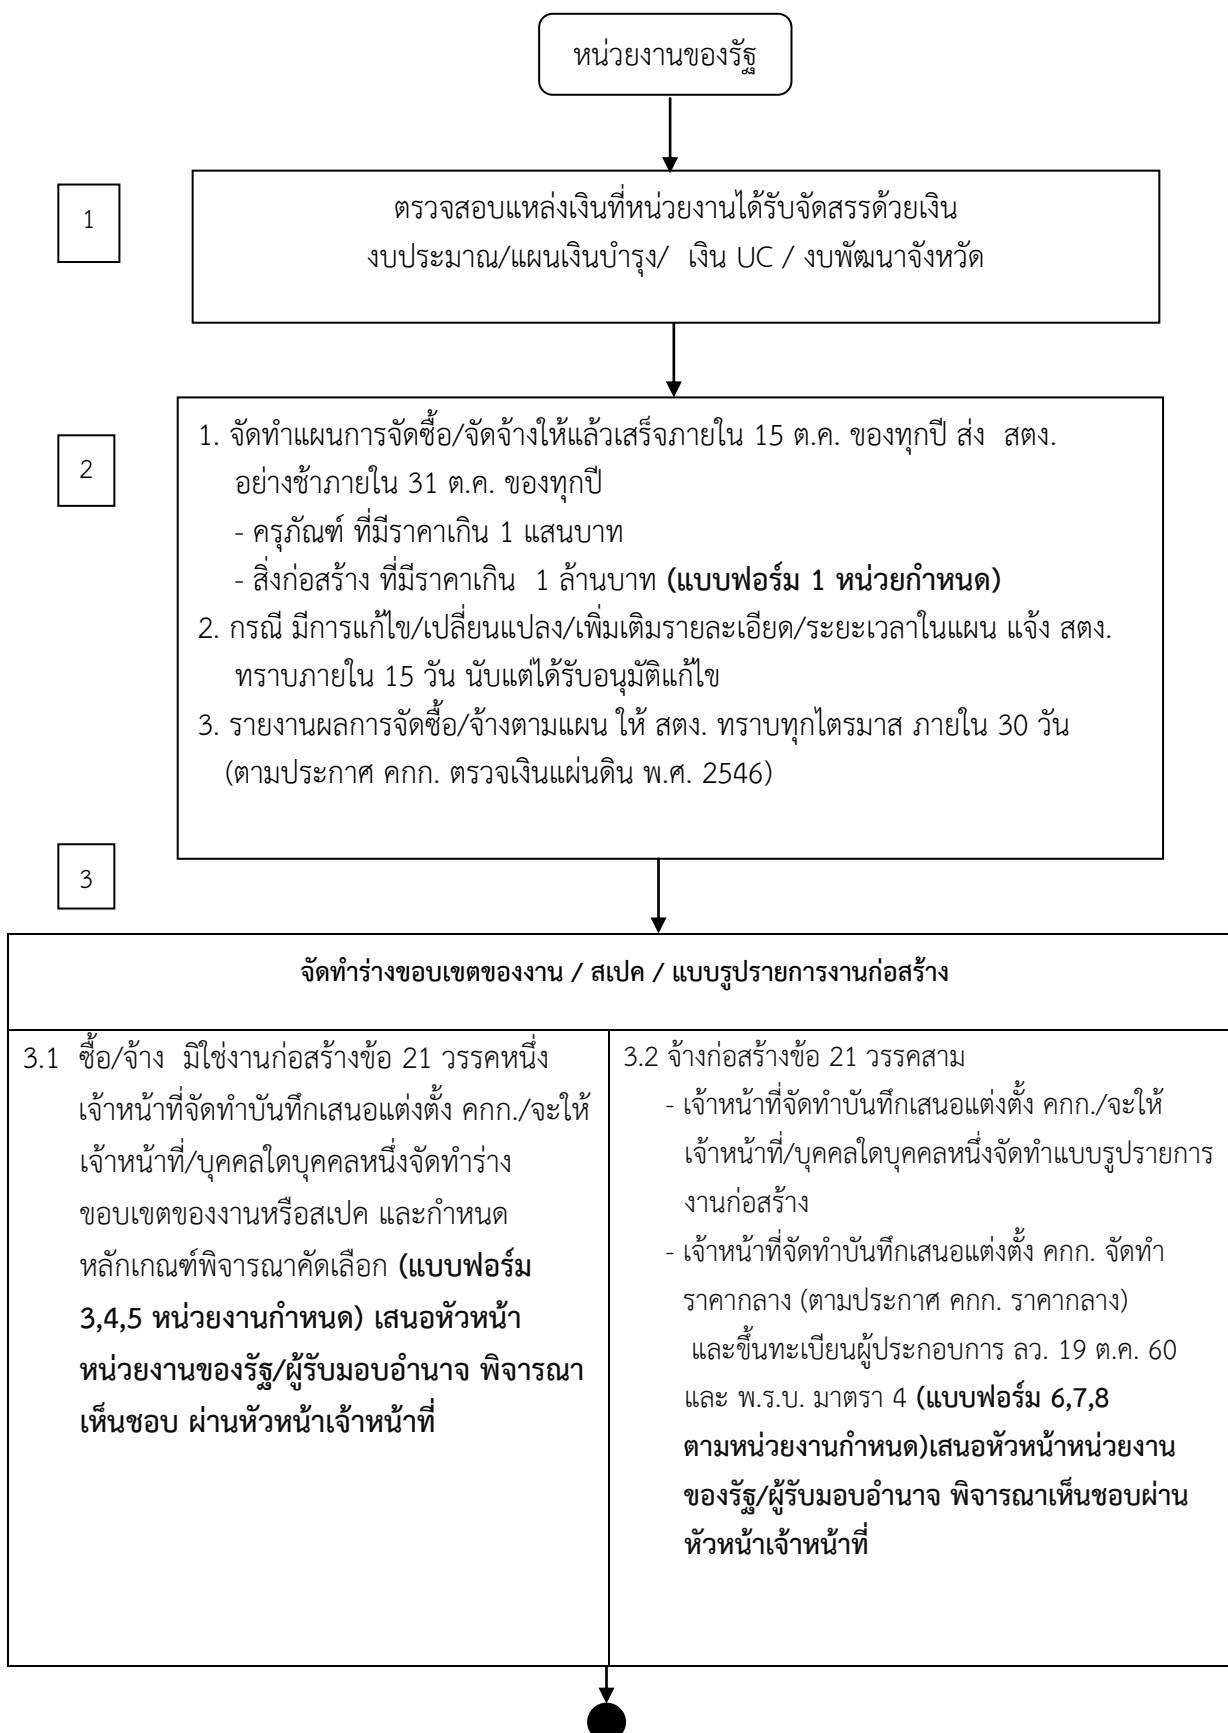 หน่วยงานของรัฐ
1
ตรวจสอบแหล่งเงินที่หน่วยงานได้รับจัดสรรด้วยเงิน
งบประมาณ/แผนเงินบำรุง/ เงิน UC / งบพัฒนาจังหวัด
2
1. จัดทำแผนการจัดซื้อ/จัดจ้างให้แล้วเสร็จภายใน 15 ต.ค. ของทุกปี ส่ง สตง.
อย่างช้าภายใน 31 ต.ค. ของทุกปี
- ครุภัณฑ์ ที่มีราคาเกิน 1 แสนบาท
- สิ่งก่อสร้าง ที่มีราคาเกิน 1 ล้านบาท (แบบฟอร์ม 1 หน่วยกำหนด)
2. กรณี มีการแก้ไข/เปลี่ยนแปลง/เพิ่มเติมรายละเอียด/ระยะเวลาในแผน แจ้ง สตง.
ทราบภายใน 15 วัน นับแต่ได้รับอนุมัติแก้ไข
3. รายงานผลการจัดซื้อ/จ้างตามแผน ให้ สตง. ทราบทุกไตรมาส ภายใน 30 วัน
(ตามประกาศ คกก. ตรวจเงินแผ่นดิน พ.ศ. 2546)
3
จัดทำร่างขอบเขตของงาน / สเปค / แบบรูปรายการงานก่อสร้าง
3.1 ซื้อ/จ้าง มิใช่งานก่อสร้างข้อ 21 วรรคหนึ่ง
เจ้าหน้าที่จัดทำบันทึกเสนอแต่งตั้ง คกก./จะให้
เจ้าหน้าที่/บุคคลใดบุคคลหนึ่งจัดทำร่าง
ขอบเขตของงานหรือสเปค และกำหนด
หลักเกณฑ์พิจารณาคัดเลือก (แบบฟอร์ม
3,4,5 หน่วยงานกำหนด) เสนอหัวหน้า
หน่วยงานของรัฐ/ผู้รับมอบอำนาจ พิจารณา
เห็นชอบ ผ่านหัวหน้าเจ้าหน้าที่
3.2 จ้างก่อสร้างข้อ 21 วรรคสาม
- เจ้าหน้าที่จัดทำบันทึกเสนอแต่งตั้ง คกก./จะให้
เจ้าหน้าที่/บุคคลใดบุคคลหนึ่งจัดทำแบบรูปรายการ
งานก่อสร้าง
- เจ้าหน้าที่จัดทำบันทึกเสนอแต่งตั้ง คกก. จัดทำ
ราคากลาง (ตามประกาศ คกก. ราคากลาง)
และขึ้นทะเบียนผู้ประกอบการ ลว. 19 ต.ค. 60
และ พ.ร.บ. มาตรา 4 (แบบฟอร์ม 6,7,8
ตามหน่วยงานกำหนด)เสนอหัวหน้าหน่วยงาน
ของรัฐ/ผู้รับมอบอำนาจ พิจารณาเห็นชอบผ่าน
หัวหน้าเจ้าหน้าที่